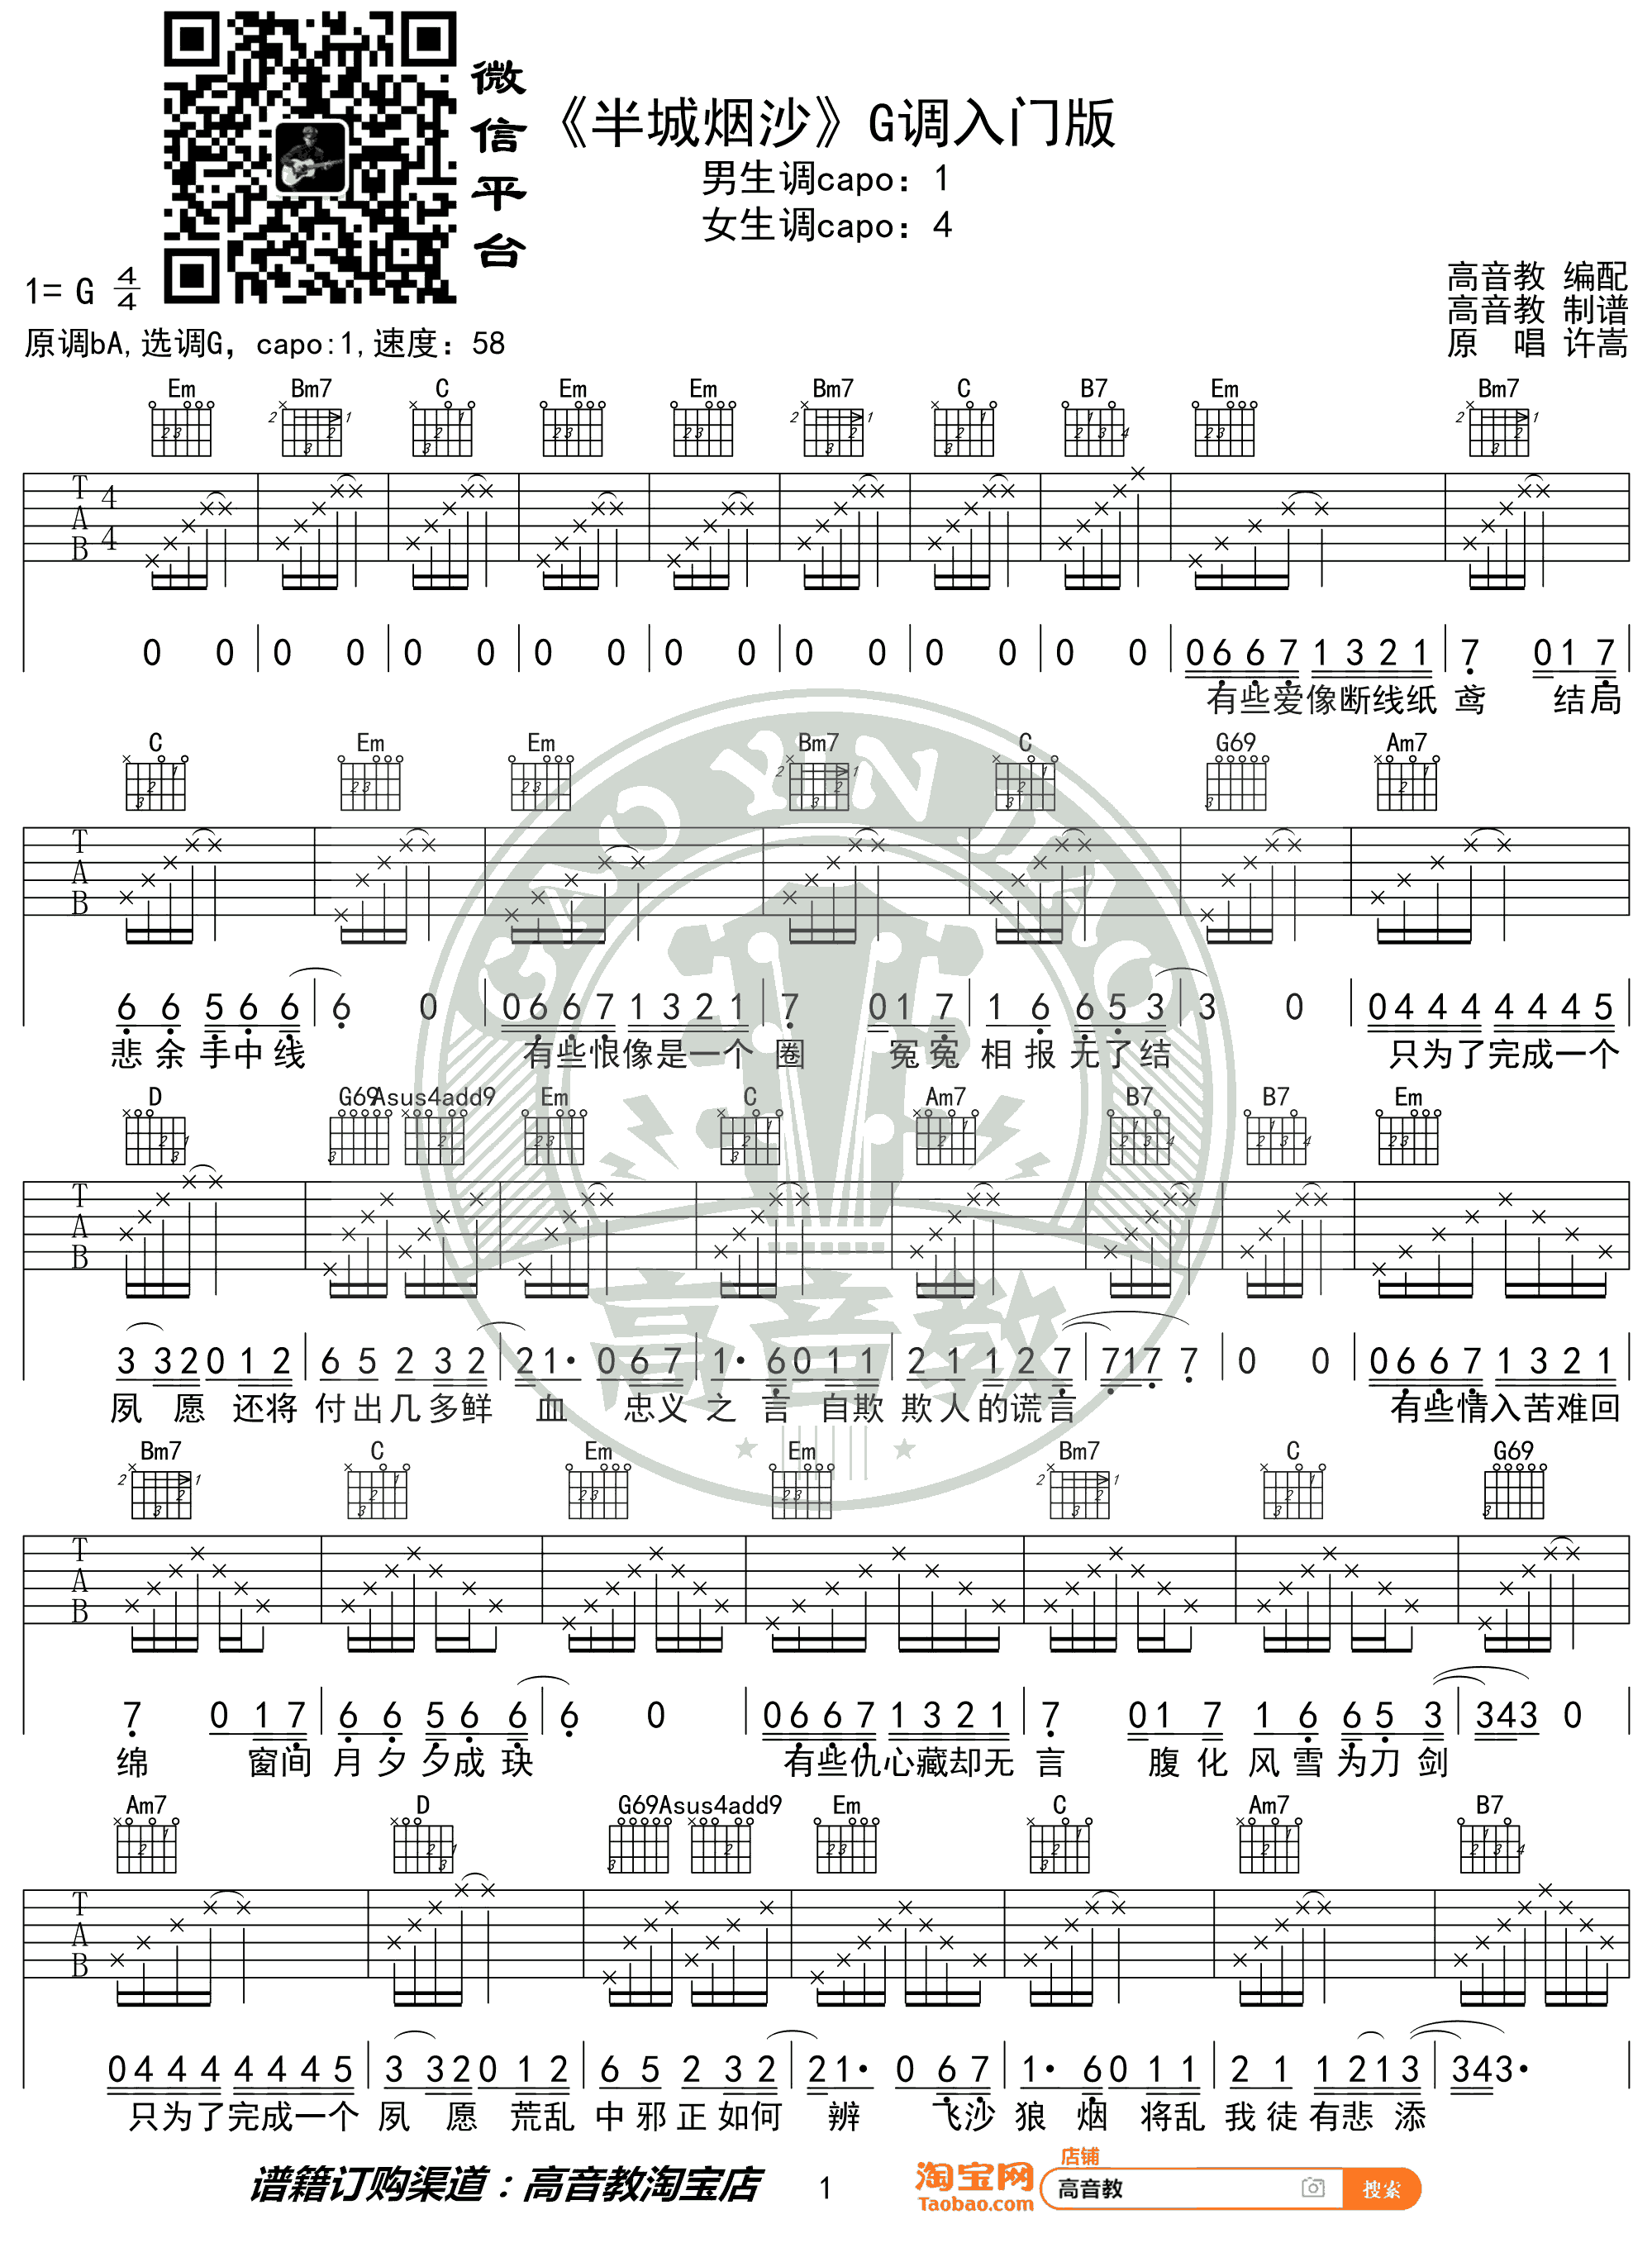 微信平台
《半城烟沙》G调入门版
男生调capo：1
女生调capo：4
1= G 4/4
高音教 编配
高音教 制谱
原 唱 许嵩
原调bA,选调G，capo:1,速度：58
Em Bm7 C Em Em Bm7 C B7 Em Bm7
T A B 4 4
0 0 0 0 0 0 0 0 0 0 0 0 0 0 0 0 0 6 6 7 1 3 2 1 7 0 1 7
有些爱像断线纸 鸢 结局
C Em Em Bm7 C G69 Am7
T A B
6 6 5 6 6 6 0 0 6 6 7 1 3 2 1 7 0 1 7 1 6 6 5 3 3 0 0 4 4 4 4 4 4 5
悲 余 手中线 有些恨像是一个 圈 冤冤 相报无了结 只为了完成一个
D G69 Asus4add9 Em C Am7 B7 B7 Em
T A B
3 3 2 0 1 2 6 5 2 3 2 2 1· 0 6 7 1· 6 0 1 1 2 1 1 2 7 7 1 7 7 0 0 0 6 6 7 1 3 2 1
夙 愿 还将 付出几多鲜 血 忠义 之 言 自欺 欺人的谎言 有些情入苦难回
Bm7 C Em Em Bm7 C G69
T A B
7 0 1 7 6 6 5 6 6 6 0 0 6 6 7 1 3 2 1 7 0 1 7 1 6 6 5 3 3 4 3 0
绵 窗间 月夕夕成玦 有些仇心藏却无 言 腹化 风雪为刀剑
Am7 D G69 Asus4add9 Em C Am7 B7
T A B
0 4 4 4 4 4 4 5 3 3 2 0 1 2 6 5 2 3 2 2 1· 0 6 7 1· 6 0 1 1 2 1 1 2 1 3 3 4 3·
只为了完成一个 夙 愿 荒乱 中邪正如何 辨 飞沙 狼 烟 将乱 我徒有悲 添
谱籍订购渠道：高音教淘宝店
1
淘宝网
Taobao.com
店铺
高音教
搜索
GAO YIN JIAO
高音教